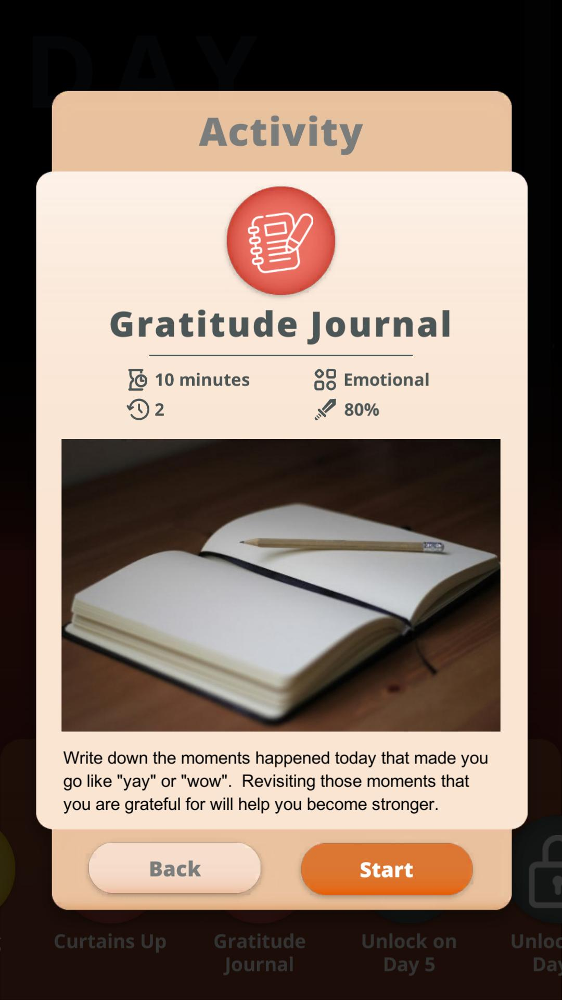 DAY
Activity
Gratitude Journal
10 minutes
Emotional
2
80%
Write down the moments happened today that made you
go like "yay" or "wow".  Revisiting those moments that
you are grateful for will help you become stronger.
Back
Start
Curtains Up
Gratitude
Journal
Unlock on
Day 5
Day